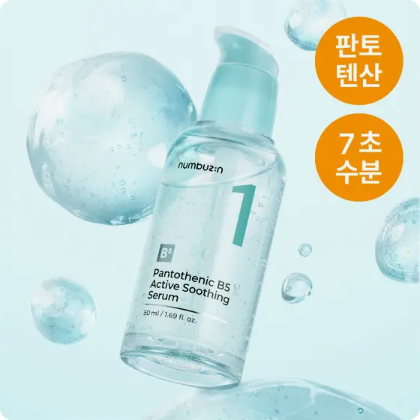 판토
텐산
7초
수분
numbuz:n
1
B⁵
Pantothenic B5
Active Soothing
Serum
50 ml / 1.69 fl. oz.